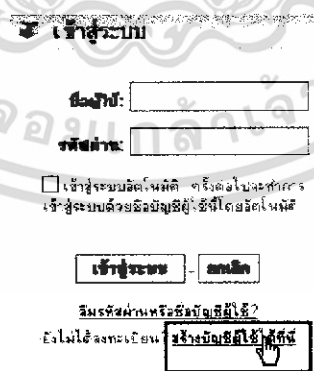 เข้าสู่ระบบ
ชื่อผู้ใช้:
รหัสผ่าน:
เข้าสู่ระบบอัตโนมัติ ครั้งต่อไปจะทำการ
เข้าสู่ระบบด้วยชื่อบัญชีผู้ใช้นี้โดยอัตโนมัติ
เข้าสู่ระบบ - ยกเลิก
ลืมรหัสผ่านหรือชื่อบัญชีผู้ใช้?
ยังไม่ได้ลงทะเบียน สร้างบัญชีผู้ใช้ได้ที่นี่